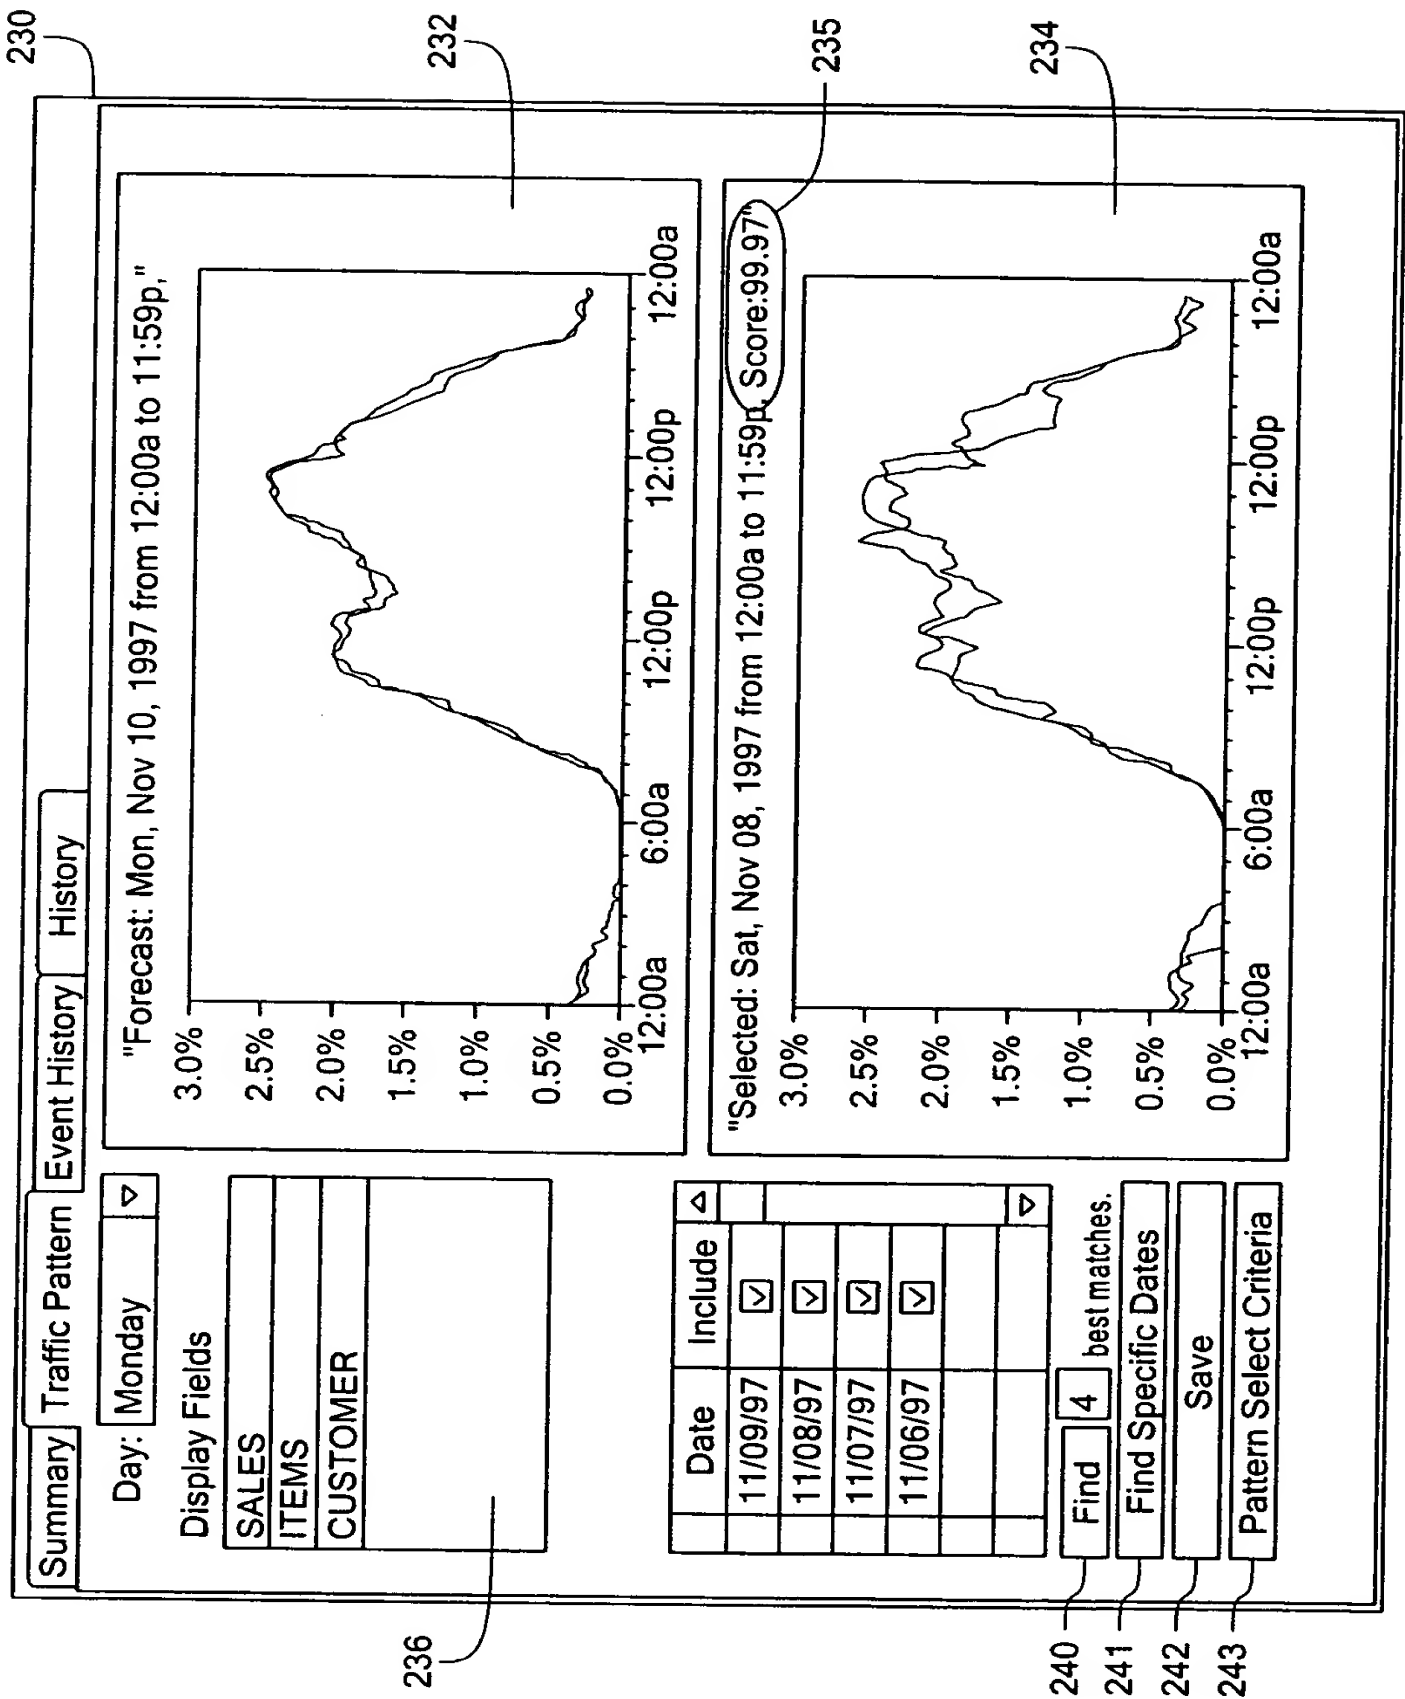 230
Summary
Traffic Pattern
Event History
History
Day:
Monday
Display Fields
SALES
ITEMS
CUSTOMER
236
"Forecast: Mon, Nov 10, 1997 from 12:00a to 11:59p,"
3.0%
2.5%
2.0%
1.5%
1.0%
0.5%
0.0%
12:00a
6:00a
12:00p
12:00p
12:00a
232
Date
Include
11/09/97
11/08/97
11/07/97
11/06/97
Find
4
best matches.
Find Specific Dates
Save
Pattern Select Criteria
240
241
242
243
"Selected: Sat, Nov 08, 1997 from 12:00a to 11:59p, Score:99.97"
3.0%
2.5%
2.0%
1.5%
1.0%
0.5%
0.0%
12:00a
6:00a
12:00p
12:00p
12:00a
235
234